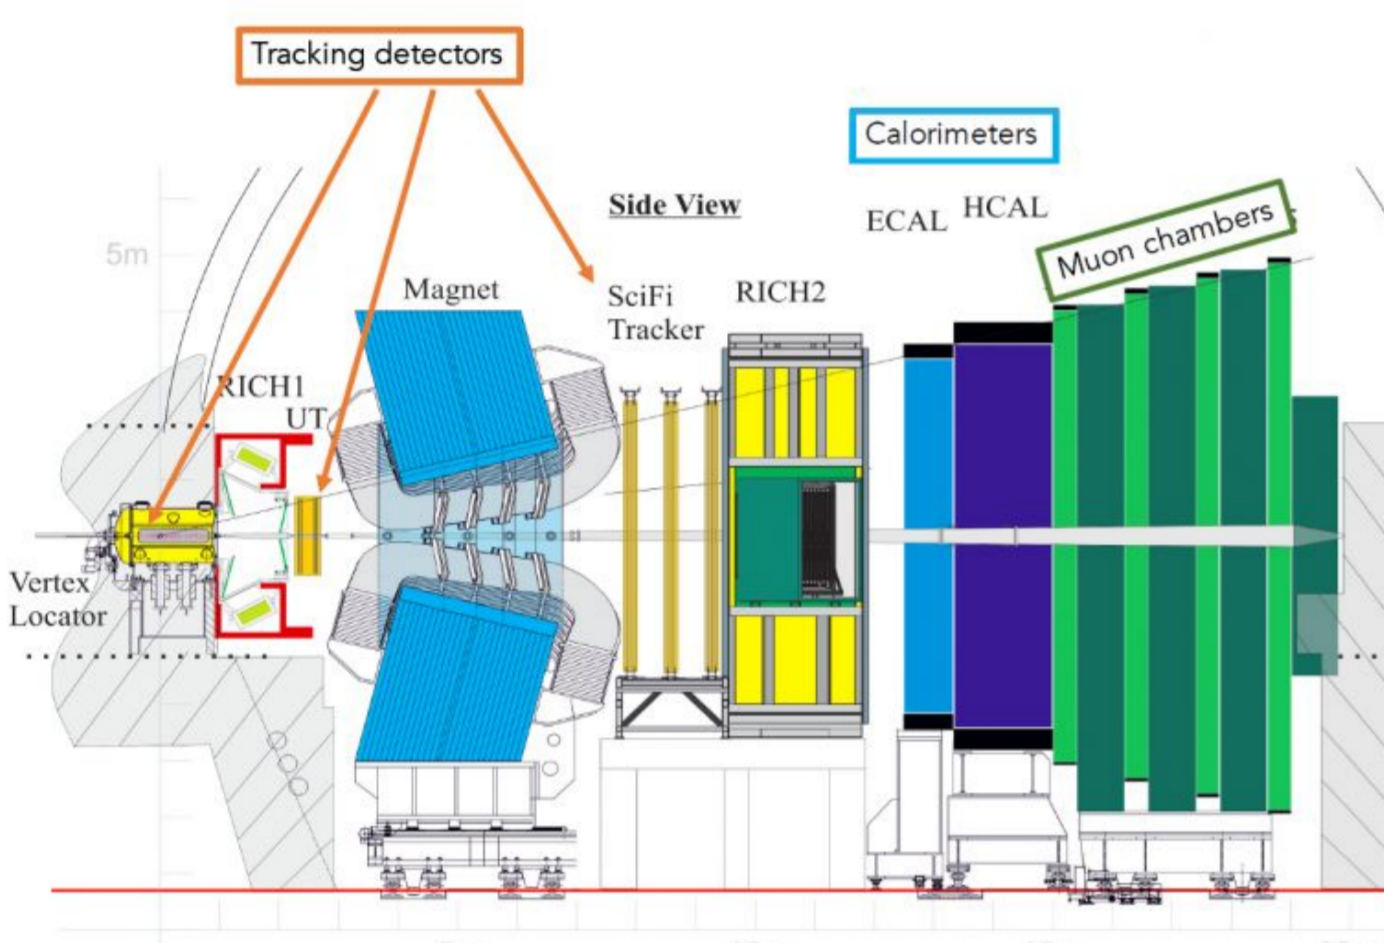 Tracking detectors
Calorimeters
Side View
ECAL
HCAL
Muon chambers
5m
Magnet
SciFi
Tracker
RICH2
RICH1
UT
Vertex
Locator